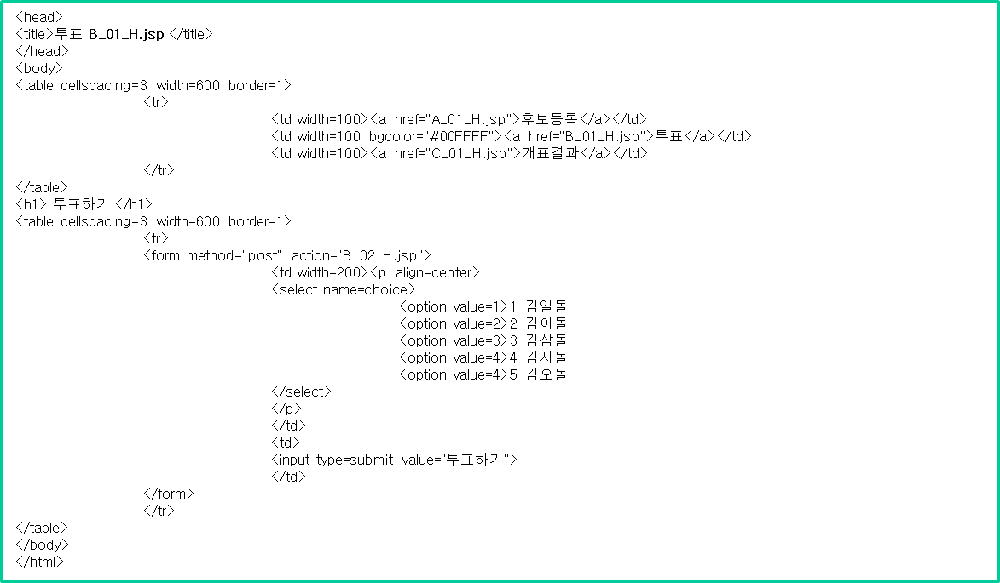 <head>
<title>투표 B_01_H.jsp </title>
</head>
<body>
<table cellspacing=3 width=600 border=1>
<tr>
<td width=100><a href="A_01_H.jsp">후보등록</a></td>
<td width=100 bgcolor="#00FFFF"><a href="B_01_H.jsp">투표</a></td>
<td width=100><a href="C_01_H.jsp">개표결과</a></td>
</tr>
</table>
<h1> 투표하기 </h1>
<table cellspacing=3 width=600 border=1>
<tr>
<form method="post" action="B_02_H.jsp">
<td width=200><p align=center>
<select name=choice>
<option value=1>1 김일돌
<option value=2>2 김이돌
<option value=3>3 김삼돌
<option value=4>4 김사돌
<option value=4>5 김오돌
</select>
</p>
</td>
<td>
<input type=submit value="투표하기">
</td>
</form>
</tr>
</table>
</body>
</html>